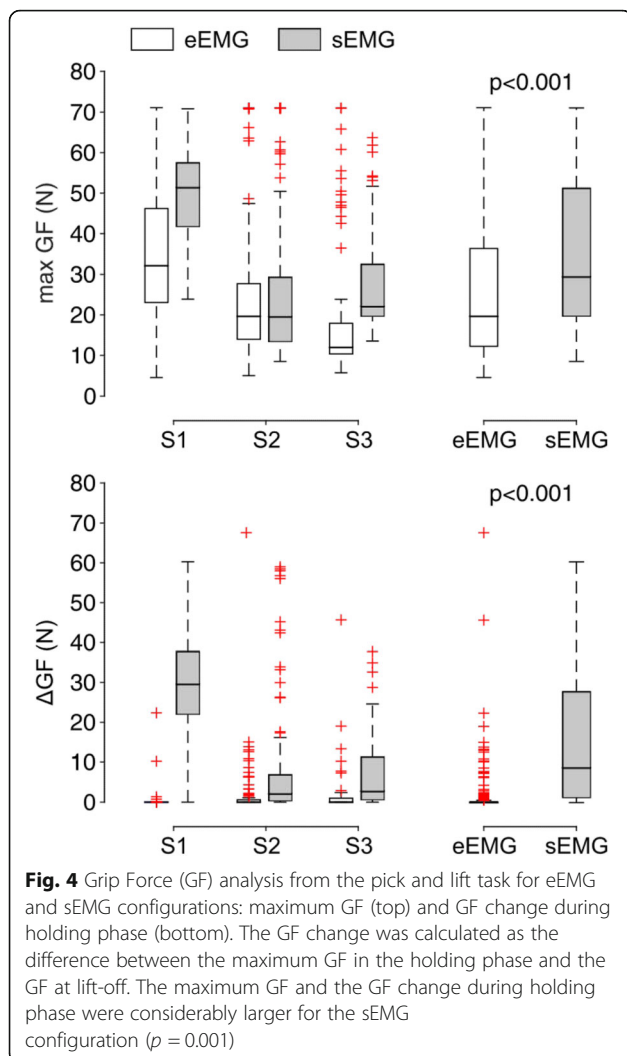 eEMG sEMG
80
70
60
50
40
30
20
10
0
max GF (N)
p<0.001
S1 S2 S3 eEMG sEMG
80
70
60
50
40
30
20
10
0
ΔGF (N)
p<0.001
S1 S2 S3 eEMG sEMG
Fig. 4 Grip Force (GF) analysis from the pick and lift task for eEMG
and sEMG configurations: maximum GF (top) and GF change during
holding phase (bottom). The GF change was calculated as the
difference between the maximum GF in the holding phase and the
GF at lift-off. The maximum GF and the GF change during holding
phase were considerably larger for the sEMG
configuration (p = 0.001)